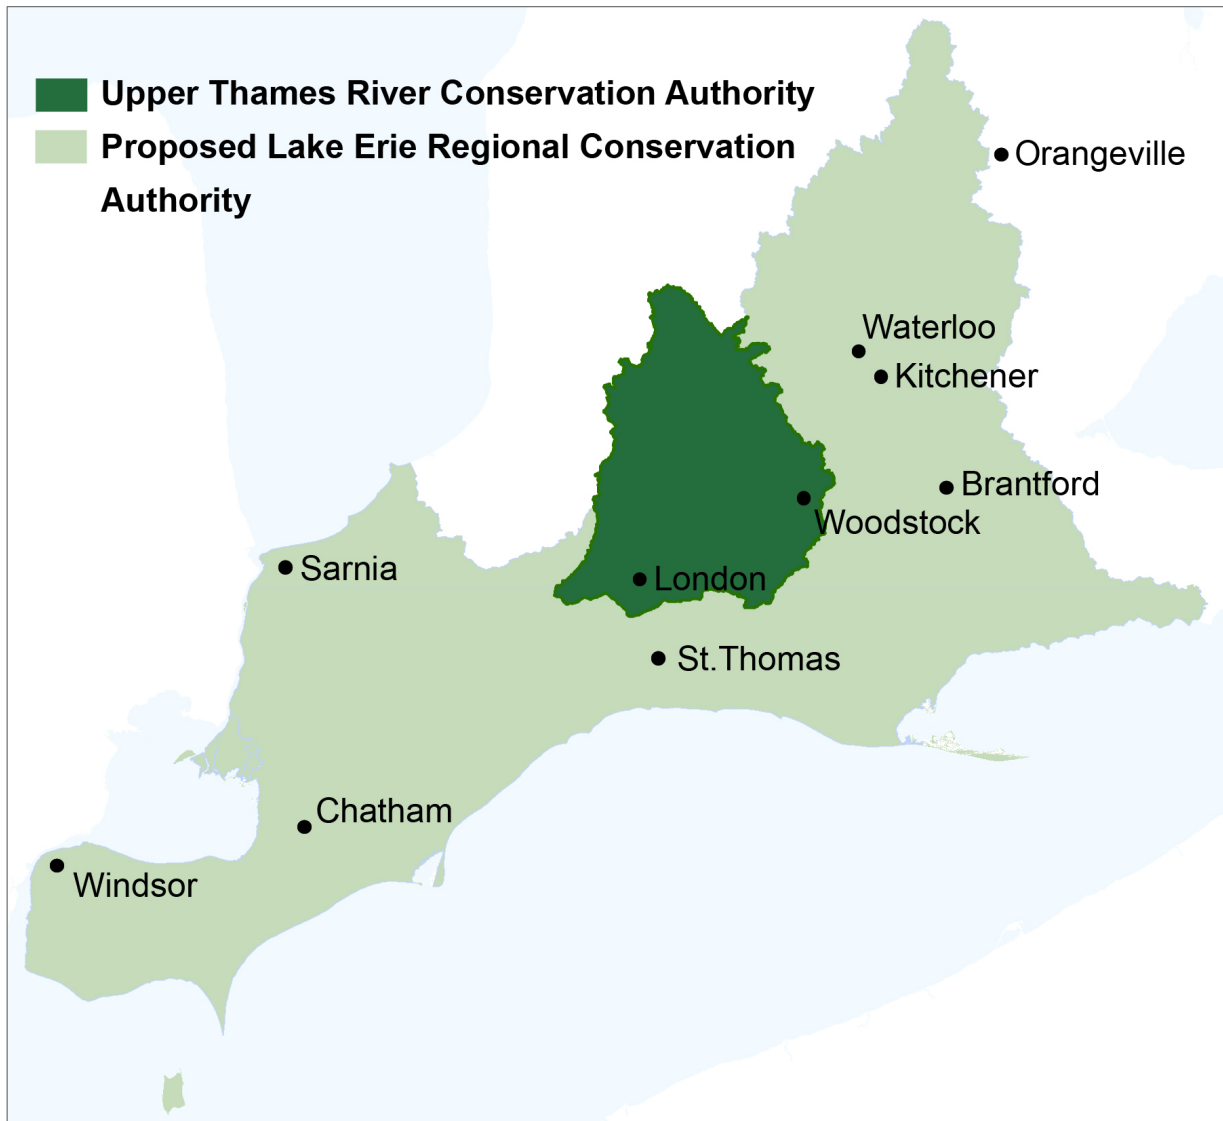 Upper Thames River Conservation Authority
Proposed Lake Erie Regional Conservation
Authority
Orangeville
Waterloo
Kitchener
Brantford
Woodstock
Sarnia
London
St.Thomas
Chatham
Windsor